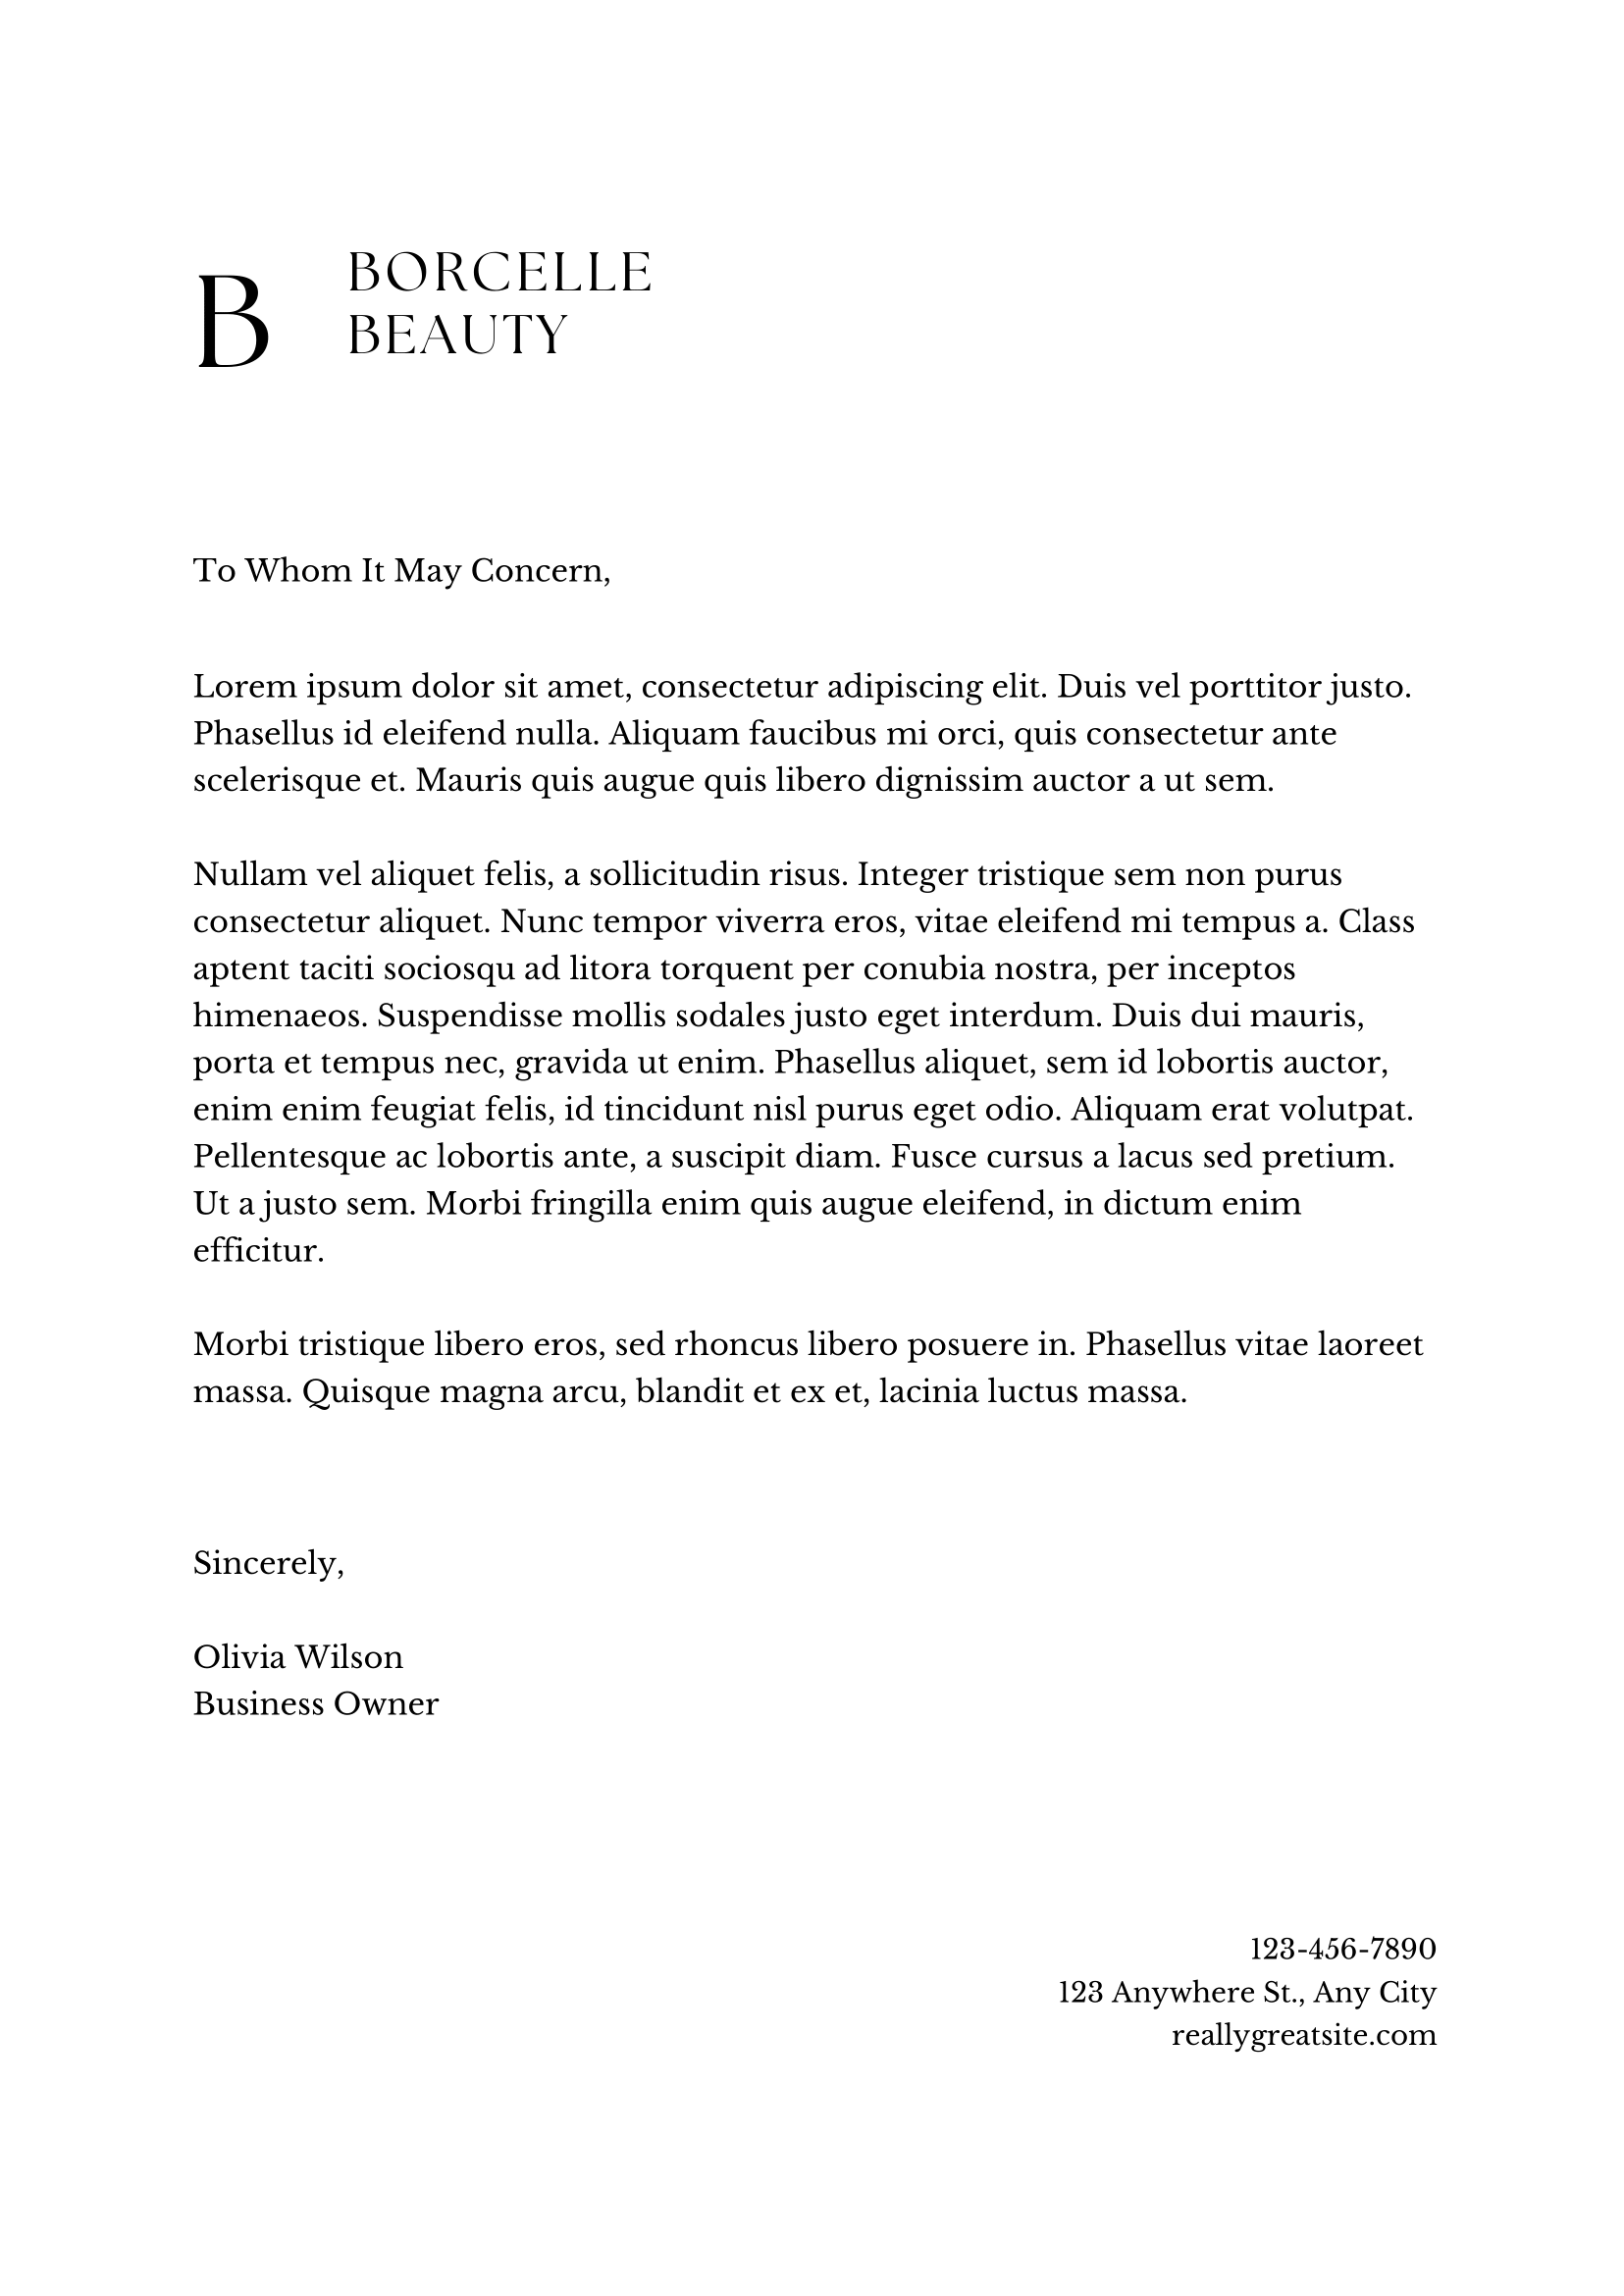 B
BORCELLE
BEAUTY
To Whom It May Concern,
Lorem ipsum dolor sit amet, consectetur adipiscing elit. Duis vel porttitor justo.
Phasellus id eleifend nulla. Aliquam faucibus mi orci, quis consectetur ante
scelerisque et. Mauris quis augue quis libero dignissim auctor a ut sem.
Nullam vel aliquet felis, a sollicitudin risus. Integer tristique sem non purus
consectetur aliquet. Nunc tempor viverra eros, vitae eleifend mi tempus a. Class
aptent taciti sociosqu ad litora torquent per conubia nostra, per inceptos
himenaeos. Suspendisse mollis sodales justo eget interdum. Duis dui mauris,
porta et tempus nec, gravida ut enim. Phasellus aliquet, sem id lobortis auctor,
enim enim feugiat felis, id tincidunt nisl purus eget odio. Aliquam erat volutpat.
Pellentesque ac lobortis ante, a suscipit diam. Fusce cursus a lacus sed pretium.
Ut a justo sem. Morbi fringilla enim quis augue eleifend, in dictum enim
efficitur.
Morbi tristique libero eros, sed rhoncus libero posuere in. Phasellus vitae laoreet
massa. Quisque magna arcu, blandit et ex et, lacinia luctus massa.
Sincerely,
Olivia Wilson
Business Owner
123-456-7890
123 Anywhere St., Any City
reallygreatsite.com